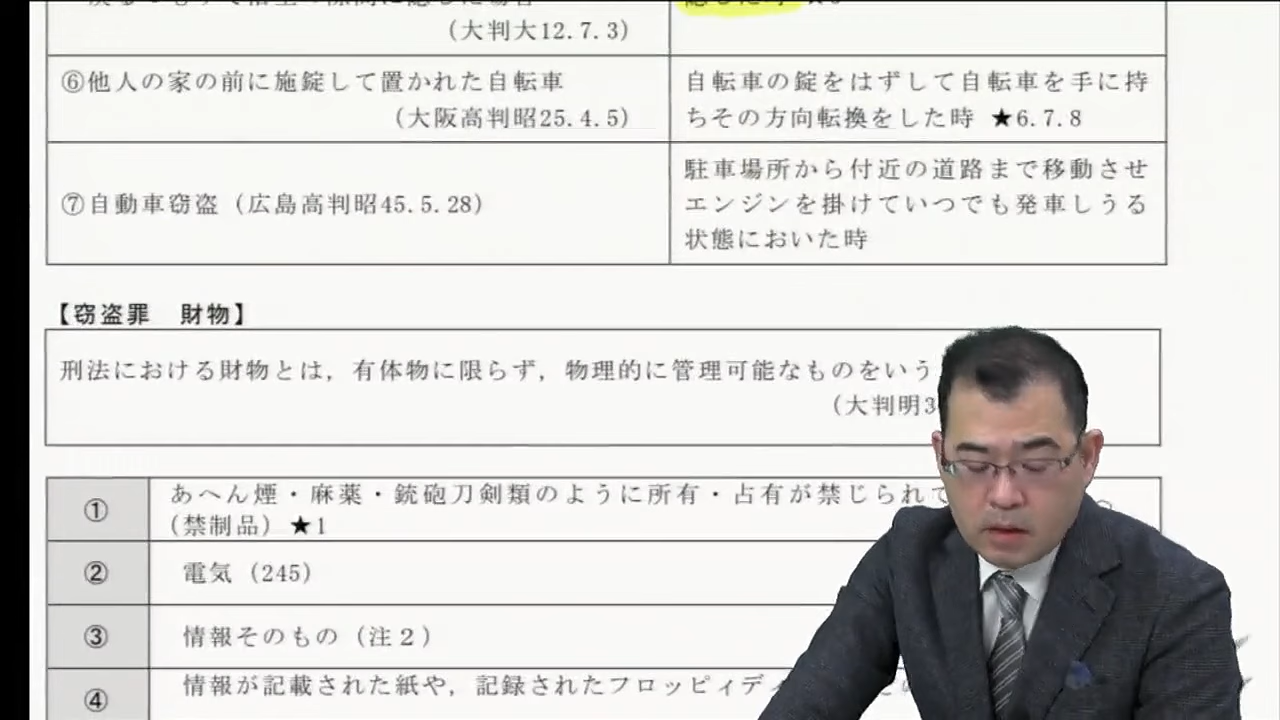 (大判大12.7.3)
⑥他人の家の前に施錠して置かれた自転車
(大阪高判昭25.4.5)
自転車の錠をはずして自転車を手に持
ちその方向転換をした時 ★6.7.8
⑦自動車窃盗(広島高判昭45.5.28)
駐車場所から付近の道路まで移動させ
エンジンを掛けていつでも発車しうる
状態においた時
【窃盗罪 財物】
刑法における財物とは，有体物に限らず，物理的に管理可能なものをいう
(大判明3
① あへん煙・麻薬・銃砲刀剣類のように所有・占有が禁じられて
(禁制品) ★1
② 電気(245)
③ 情報そのもの(注2)
④ 情報が記載された紙や，記録されたフロッピィデ